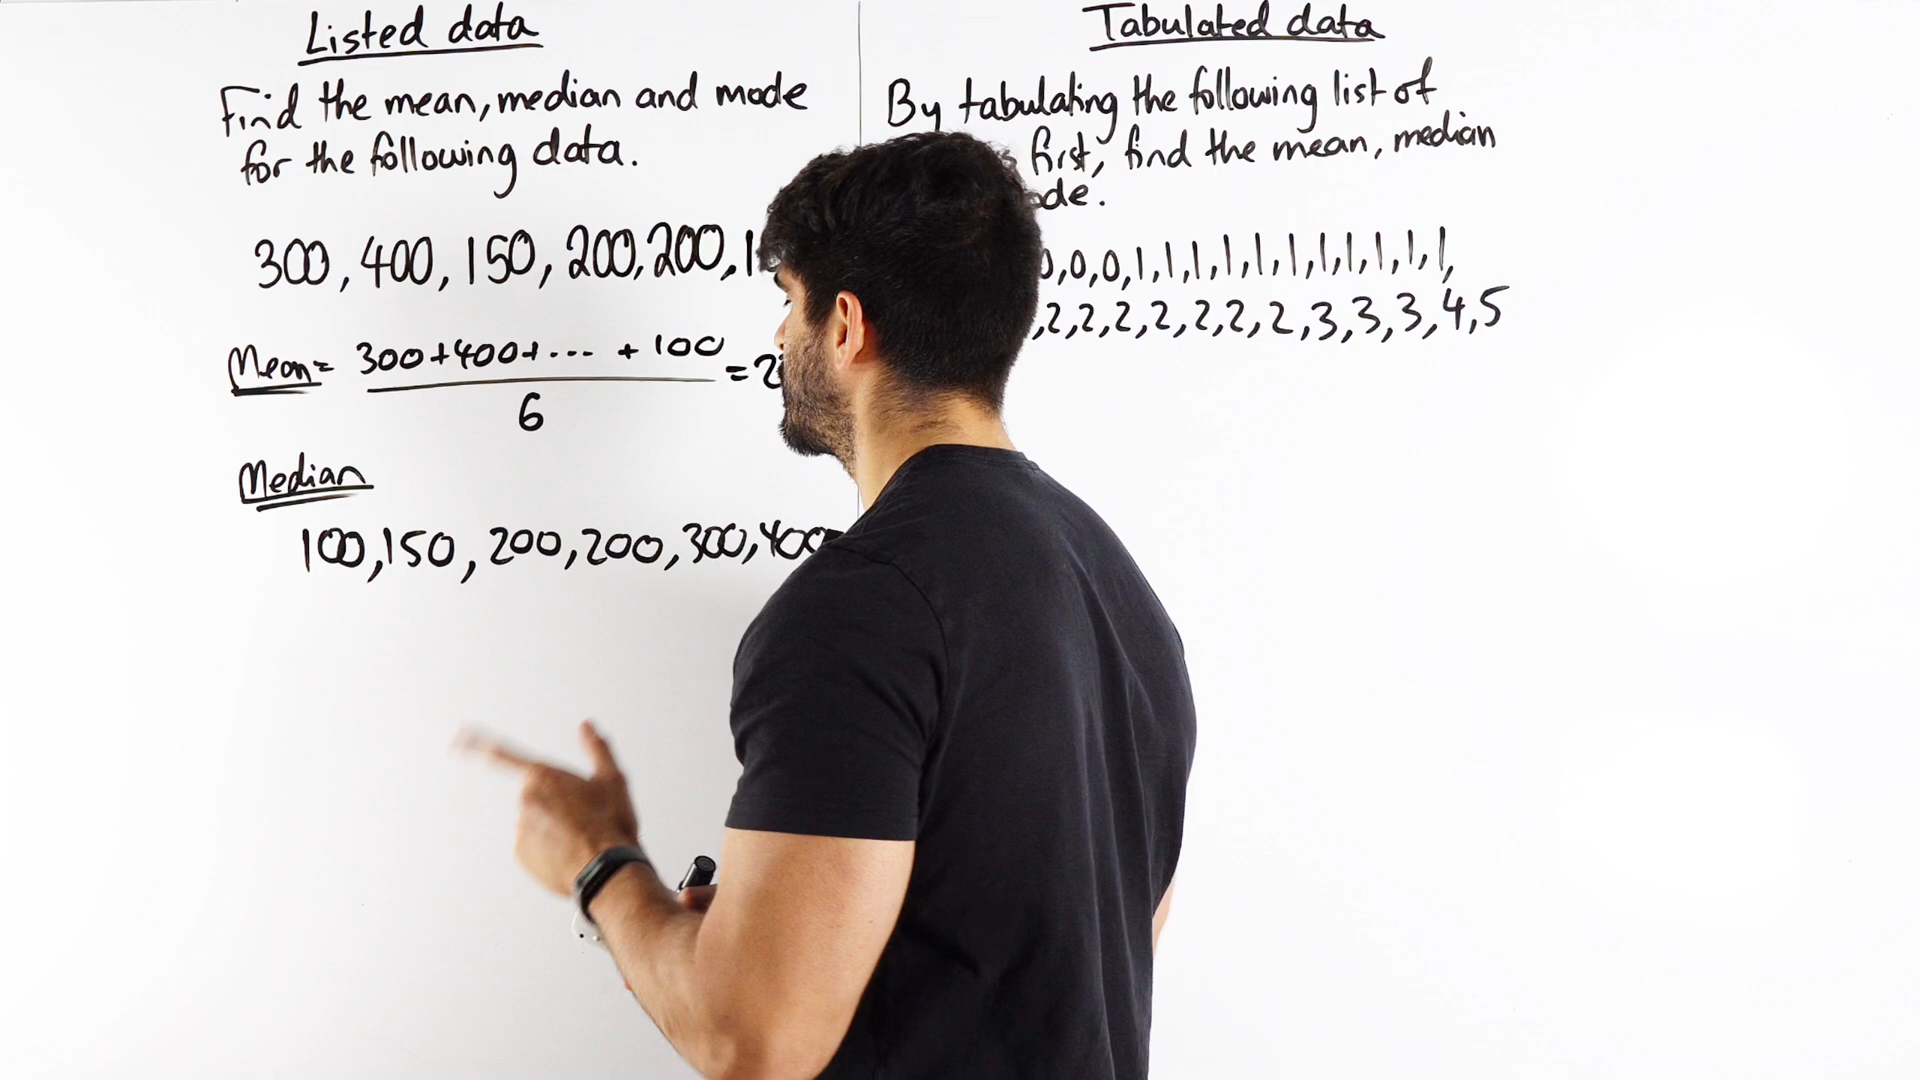 Listed data
Find the mean, median and mode
for the following data.
300, 400, 150, 200, 200, 1
Mean = 300+400+... + 100 = 2
6
Median
100, 150, 200, 200, 300, 400
Tabulated data
By tabulating the following list of
first, find the mean, median
ode.
0,0,0,1,1,1,1,1,1,1,1,1,1,1,
,2,2,2,2,2,2,2,3,3,3,4,5